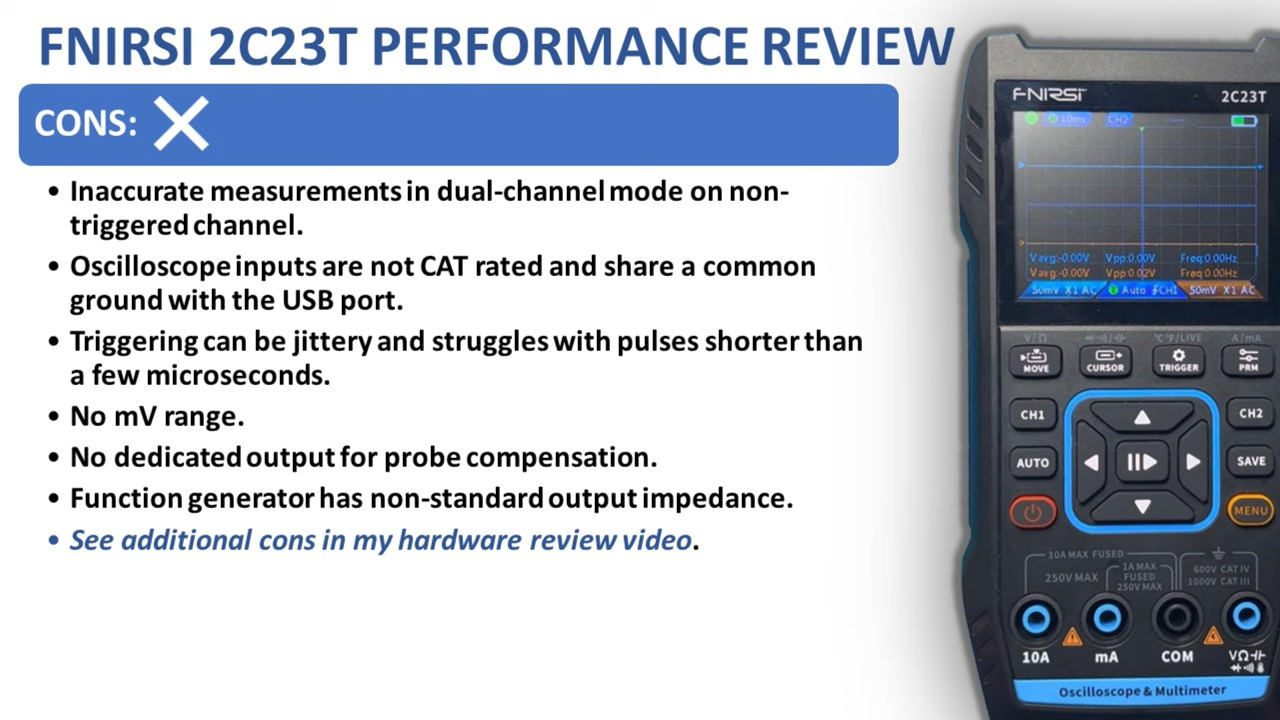 FNIRSI 2C23T PERFORMANCE REVIEW
CONS:
• Inaccurate measurements in dual-channel mode on non-
triggered channel.
• Oscilloscope inputs are not CAT rated and share a common
ground with the USB port.
• Triggering can be jittery and struggles with pulses shorter than
a few microseconds.
• No mV range.
• No dedicated output for probe compensation.
• Function generator has non-standard output impedance.
• See additional cons in my hardware review video.
FNIRSI 2C23T
10ms CH2
Vavg:-0.00V Vpp:0.00V Freq:0.00Hz
Vavg:-0.00V Vpp:0.02V Freq:0.00Hz
50mV X1 AC Auto CH1 50mV X1 AC
V/Ω °C°F/LIVE A/mA
MOVE CURSOR TRIGGER PRM
CH1 CH2
AUTO SAVE
MENU
10A MAX FUSED
250V MAX
1A MAX
FUSED
250V MAX
600V CAT IV
1000V CAT III
10A mA COM VΩ
Oscilloscope & Multimeter